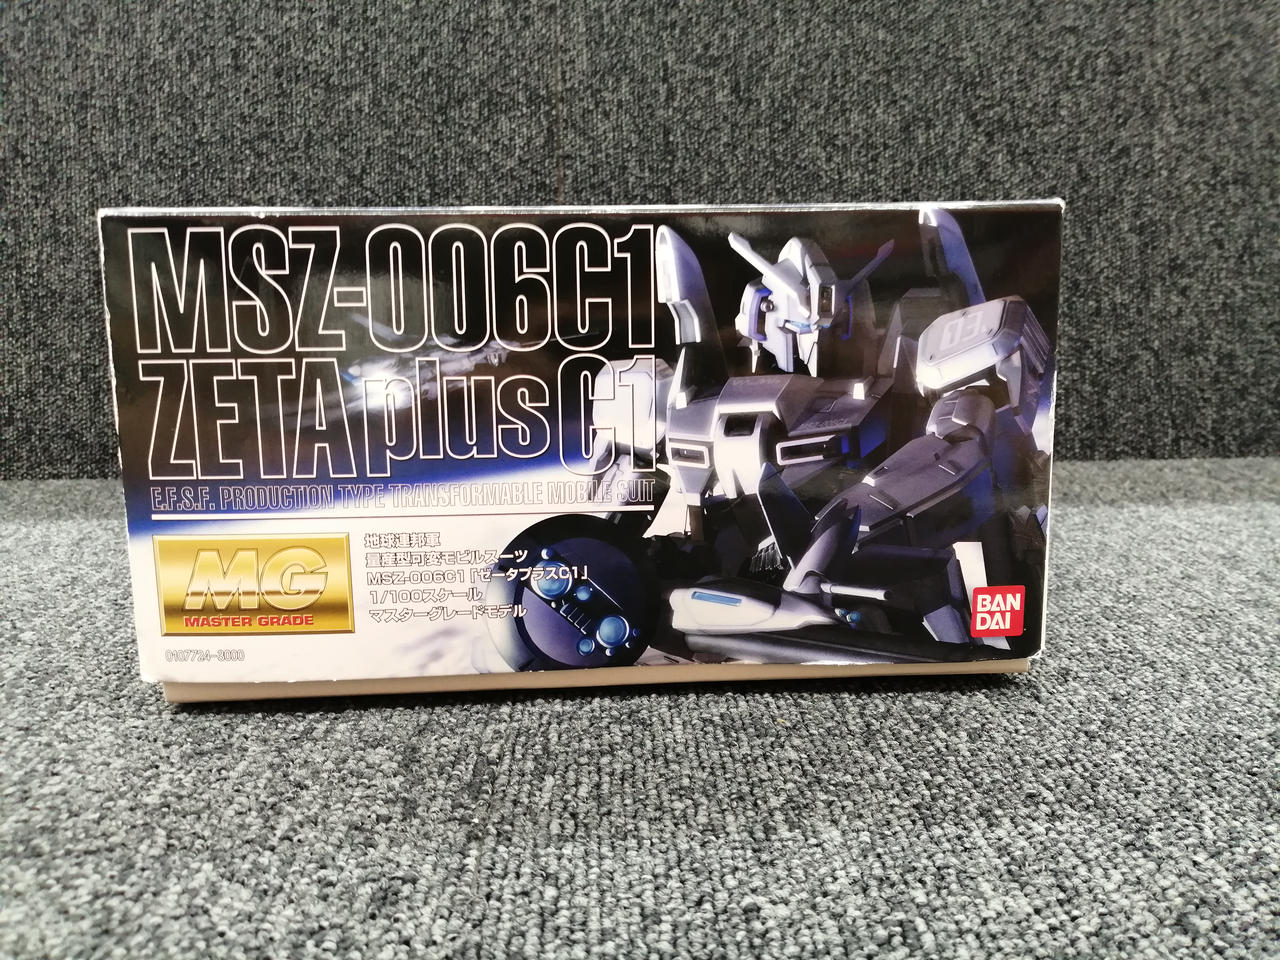 MSZ-006C1
ZETA plus C1
E.F.S.F. PRODUCTION TYPE TRANSFORMABLE MOBILE SUIT
MG
MASTER GRADE
地球連邦軍
量産型可変モビルスーツ
MSZ-006C1「ゼータプラスC1」
1/100スケール
マスターグレードモデル
0107724-3000
13
BAN
DAI